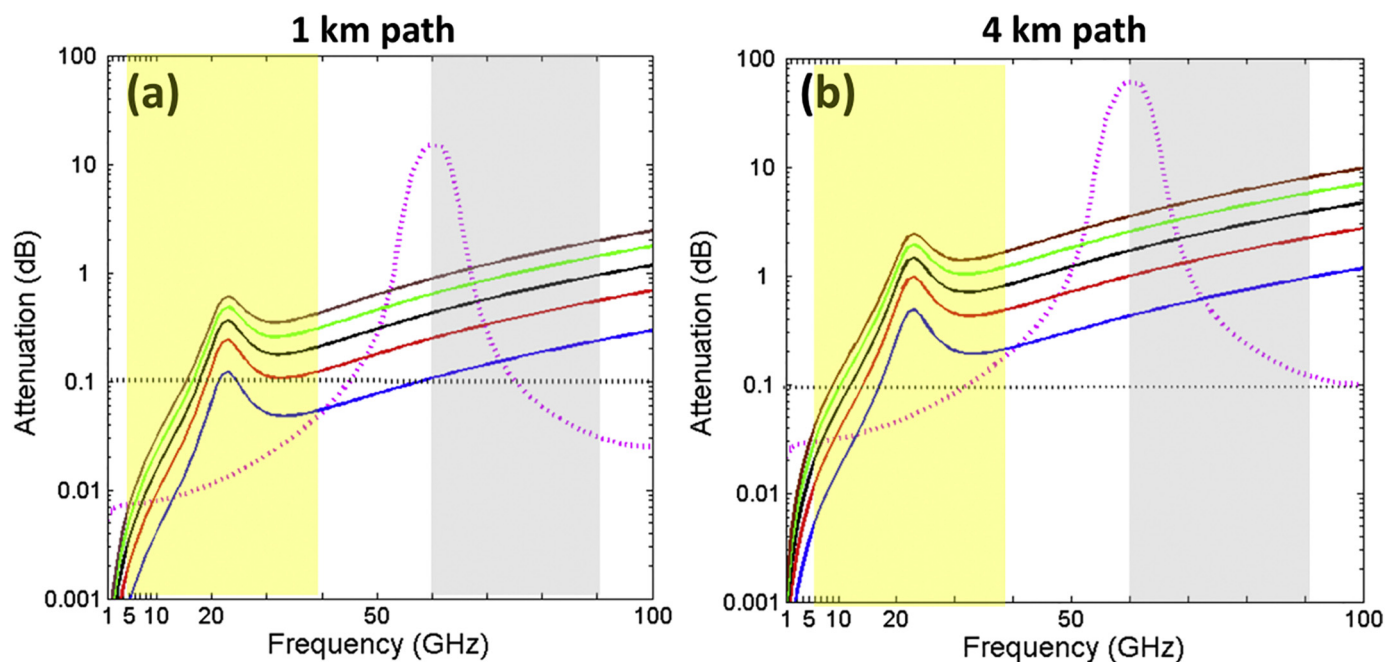 1 km path
4 km path
(a)
(b)
Attenuation (dB)
100
10
1
0.1
0.01
0.001
1 5 10 20 50 100
Frequency (GHz)
Attenuation (dB)
100
10
1
0.1
0.01
0.001
1 5 10 20 50 100
Frequency (GHz)